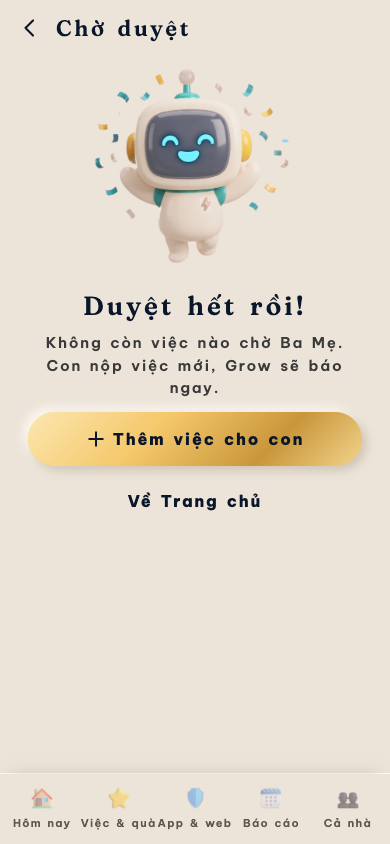 Chờ duyệt
Duyệt hết rồi!
Không còn việc nào chờ Ba Mẹ.
Con nộp việc mới, Grow sẽ báo
ngay.
+ Thêm việc cho con
Về Trang chủ
Hôm nay Việc & quà App & web Báo cáo Cả nhà